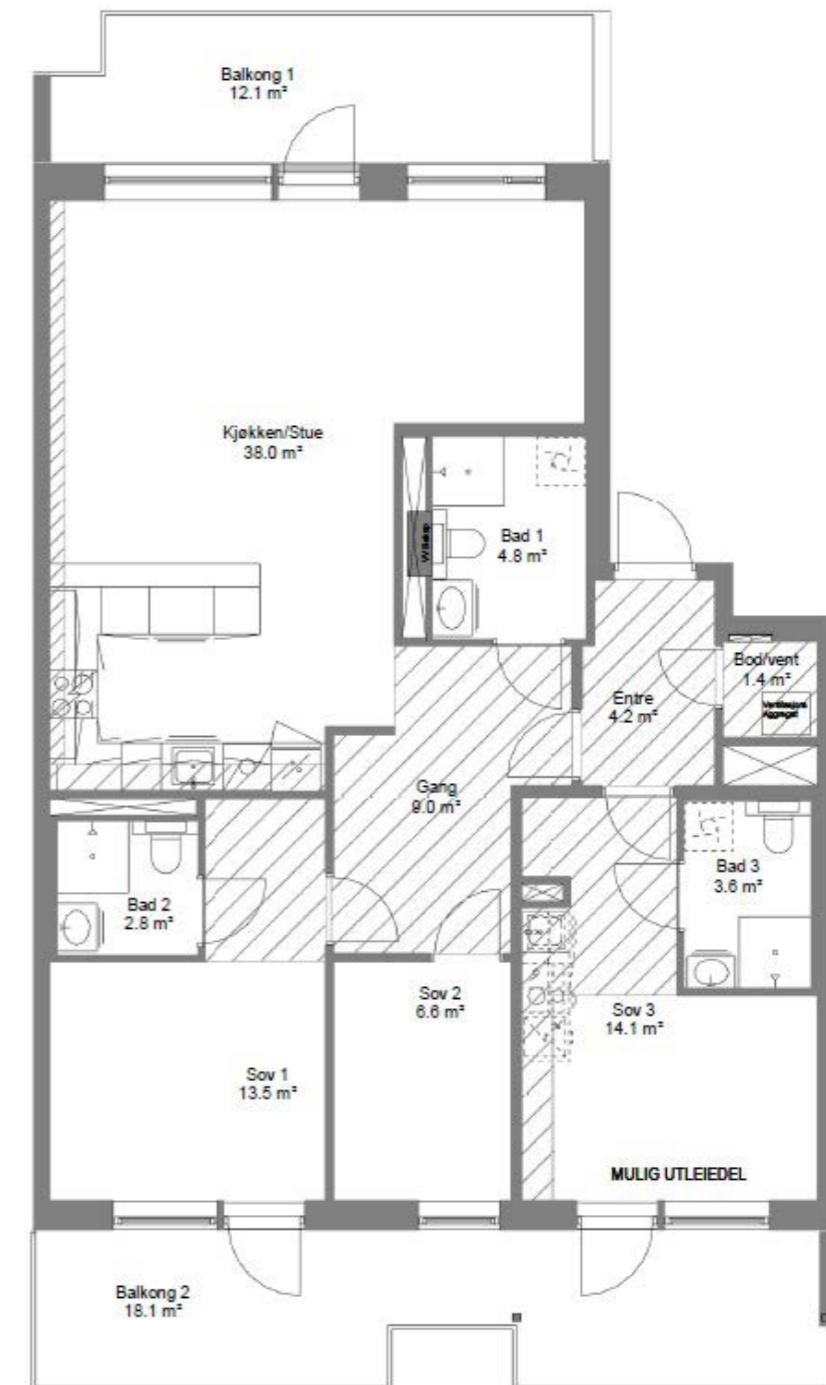 Balkong 1
12.1 m²
Kjøkken/Stue
38.0 m²
Bad 1
4.8 m²
Bod/vent
1.4 m²
Entre
4.2 m²
Gang
9.0 m²
Bad 3
3.6 m²
Bad 2
2.8 m²
Sov 2
6.6 m²
Sov 3
14.1 m²
Sov 1
13.5 m²
MULIG UTLEIEDEL
Balkong 2
18.1 m²